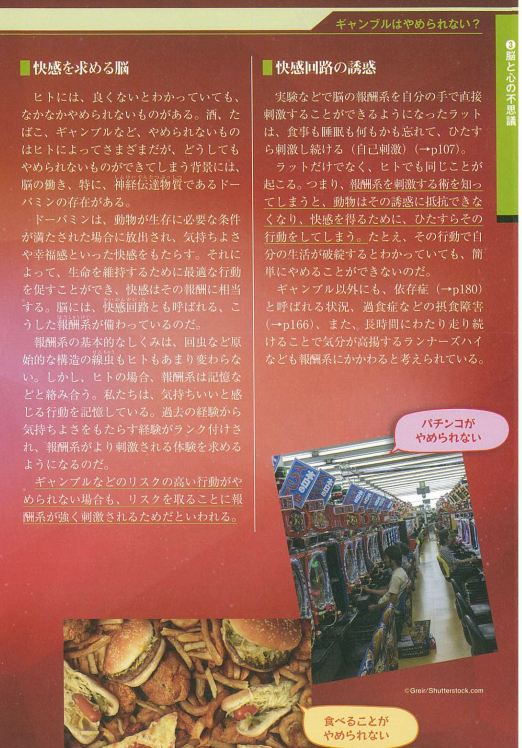 ギャンブルはやめられない?
❸脳と心の不思議
快感を求める脳
ヒトには、良くないとわかっていても、
なかなかやめられないものがある。酒、た
ばこ、ギャンブルなど、やめられないもの
はヒトによってさまざまだが、どうしても
やめられないものができてしまう背景には、
脳の働き、特に、神経伝達物質であるドー
パミンの存在がある。
ドーパミンは、動物が生存に必要な条件
が満たされた場合に放出され、気持ちよさ
や幸福感といった快感をもたらす。それに
よって、生命を維持するために最適な行動
を促すことができ、快感はその報酬に相当
する。脳には、快感回路とも呼ばれる、こ
うした報酬系が備わっているのだ。
報酬系の基本的なしくみは、回虫など原
始的な構造の線虫もヒトもあまり変わらな
い。しかし、ヒトの場合、報酬系は記憶な
どと絡み合う。私たちは、気持ちいいと感
じる行動を記憶している。過去の経験から
気持ちよさをもたらす経験がランク付けさ
れ、報酬系がより刺激される体験を求める
ようになるのだ。
ギャンブルなどのリスクの高い行動がや
められない場合も、リスクを取ることに報
酬系が強く刺激されるためだといわれる。
快感回路の誘惑
実験などで脳の報酬系を自分の手で直接
刺激することができるようになったラット
は、食事も睡眠も何もかも忘れて、ひたす
ら刺激し続ける(自己刺激)(→p107)。
ラットだけでなく、ヒトでも同じことが
起こる。つまり、報酬系を刺激する術を知っ
てしまうと、動物はその誘惑に抵抗できな
くなり、快感を得るために、ひたすらその
行動をしてしまう。たとえ、その行動で自
分の生活が破綻するとわかっていても、簡
単にやめることができないのだ。
ギャンブル以外にも、依存症(→p180)
と呼ばれる状況、過食症などの摂食障害
(→p166)、また、長時間にわたり走り続
けることで気分が高揚するランナーズハイ
なども報酬系にかかわると考えられている。
パチンコが
やめられない
©Greir/Shutterstock.com
食べることが
やめられない